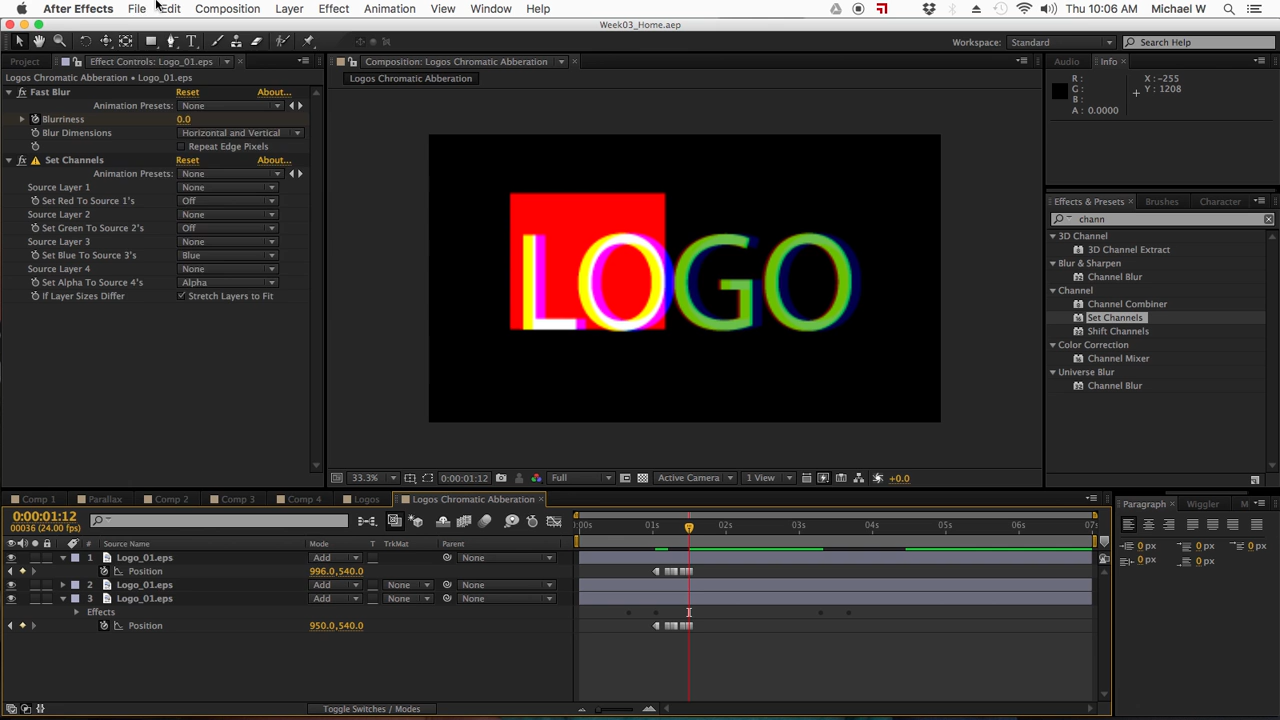 After Effects File Edit Composition Layer Effect Animation View Window Help Thu 10:06 AM Michael W
Week03_Home.aep
Workspace: Standard Search Help
Project Effect Controls: Logo_01.eps Composition: Logos Chromatic Abberation Audio Info
Logos Chromatic Abberation • Logo_01.eps
Logos Chromatic Abberation
R: X: -255
G: Y: 1208
B:
A: 0.0000
fx Fast Blur Reset About...
Animation Presets: None
Blurriness 0.0
Blur Dimensions Horizontal and Vertical
Repeat Edge Pixels
fx Set Channels Reset About...
Animation Presets: None
Source Layer 1 None
Set Red To Source 1's Off
Source Layer 2 None
Set Green To Source 2's Off
Source Layer 3 None
Set Blue To Source 3's Blue
Source Layer 4 None
Set Alpha To Source 4's Alpha
If Layer Sizes Differ Stretch Layers to Fit
LOGO
Effects & Presets Brushes Character
chann
3D Channel
3D Channel Extract
Blur & Sharpen
Channel Blur
Channel
Channel Combiner
Set Channels
Shift Channels
Color Correction
Channel Mixer
Universe Blur
Channel Blur
33.3% 0:00:01:12 Full Active Camera 1 View +0.0
Comp 1 Parallax Comp 2 Comp 3 Comp 4 Logos Logos Chromatic Abberation
Paragraph Wiggler M
0:00:01:12
00036 (24.00 fps)
:00s 01s 02s 03s 04s 05s 06s 07s
# Source Name Mode T TrkMat Parent
1 Logo_01.eps Add None
Position 996.0,540.0
2 Logo_01.eps Add None None
3 Logo_01.eps Add None None
Effects
Position 950.0,540.0
0 px 0 px 0 px
0 px 0 px
Toggle Switches / Modes